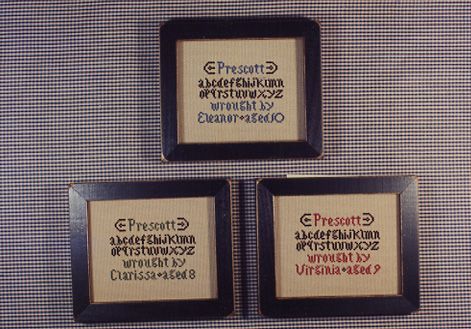 Prescott
abcdefghijklmn
opqrstuvwxyz
wrought by
Eleanor•aged 10
Prescott
abcdefghijklmn
opqrstuvwxyz
wrought by
Clarissa•aged 8
Prescott
abcdefghijklmn
opqrstuvwxyz
wrought by
Virginia•aged 9